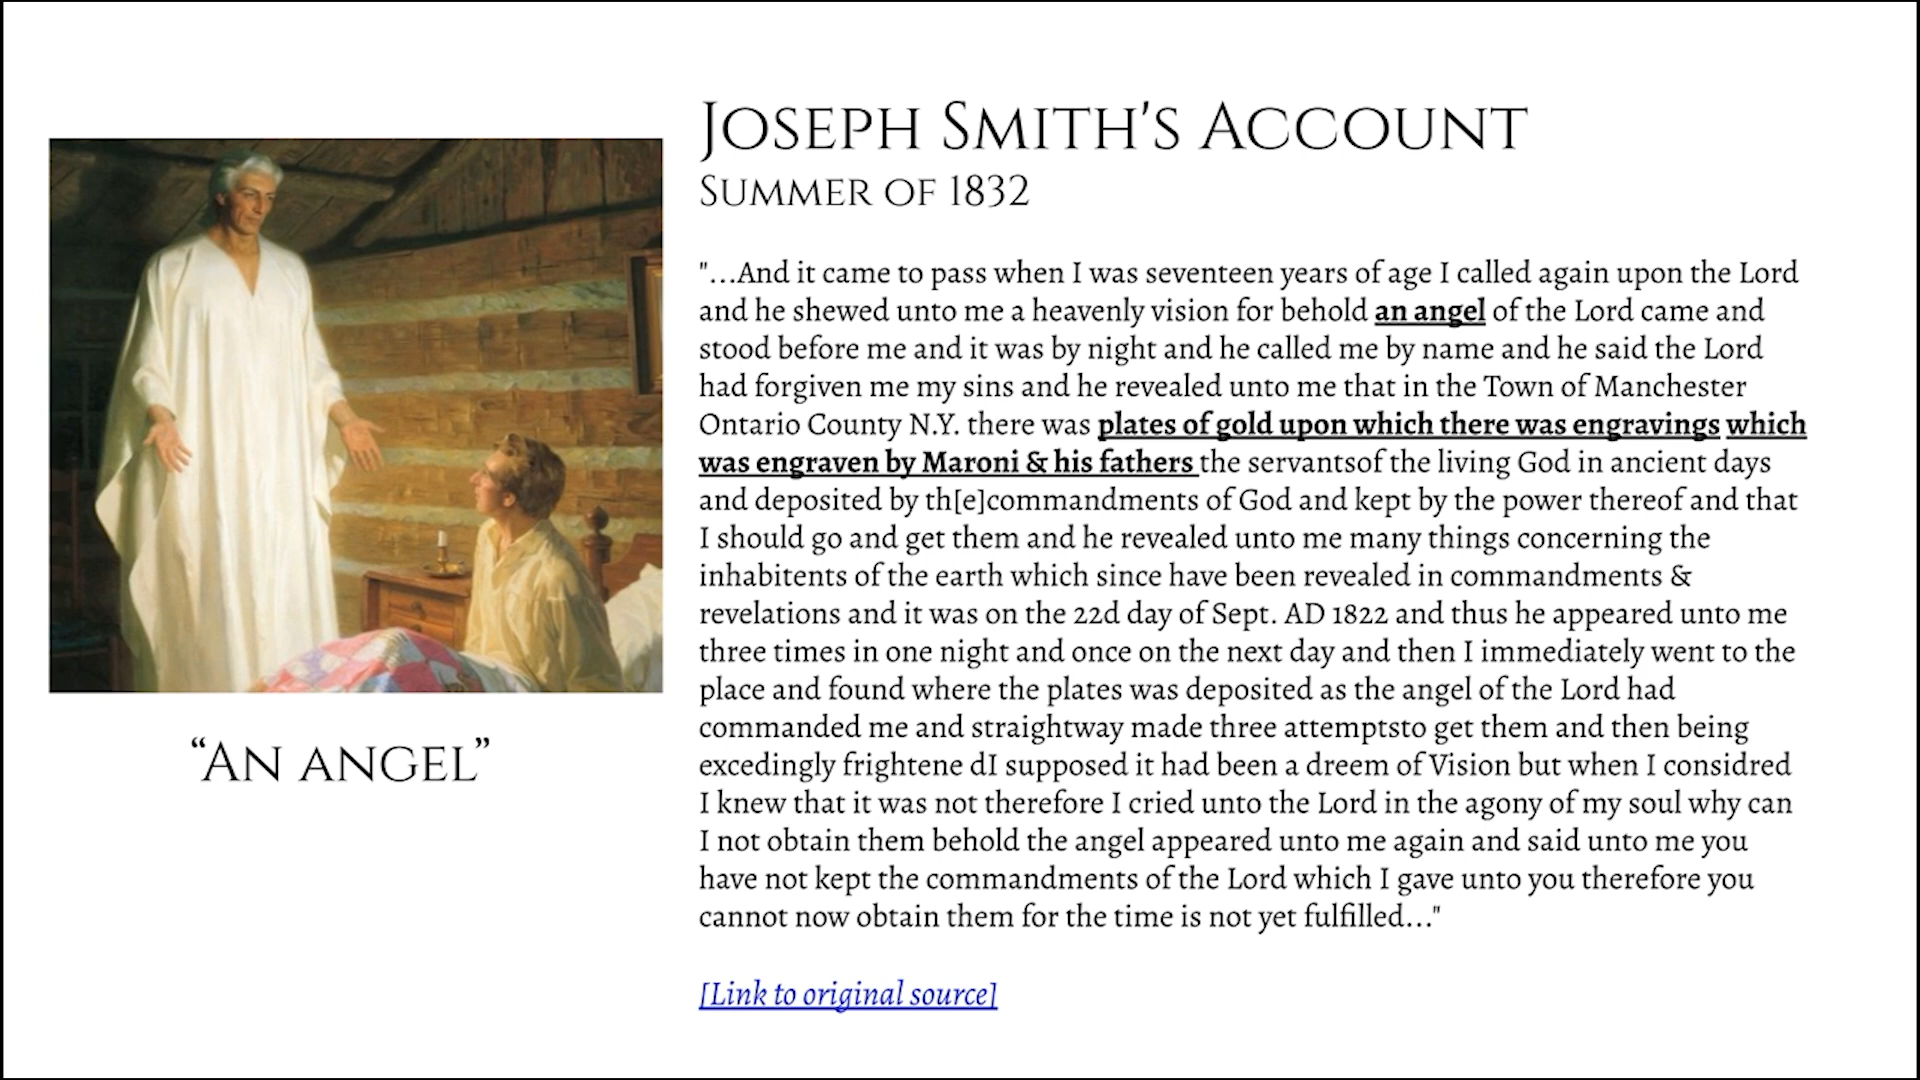 Joseph Smith's Account
Summer of 1832
"...And it came to pass when I was seventeen years of age I called again upon the Lord
and he shewed unto me a heavenly vision for behold an angel of the Lord came and
stood before me and it was by night and he called me by name and he said the Lord
had forgiven me my sins and he revealed unto me that in the Town of Manchester
Ontario County N.Y. there was plates of gold upon which there was engravings which
was engraven by Maroni & his fathers the servantsof the living God in ancient days
and deposited by th[e]commandments of God and kept by the power thereof and that
I should go and get them and he revealed unto me many things concerning the
inhabitents of the earth which since have been revealed in commandments &
revelations and it was on the 22d day of Sept. AD 1822 and thus he appeared unto me
three times in one night and once on the next day and then I immediately went to the
place and found where the plates was deposited as the angel of the Lord had
commanded me and straightway made three attemptsto get them and then being
excedingly frightene dI supposed it had been a dreem of Vision but when I considred
I knew that it was not therefore I cried unto the Lord in the agony of my soul why can
I not obtain them behold the angel appeared unto me again and said unto me you
have not kept the commandments of the Lord which I gave unto you therefore you
cannot now obtain them for the time is not yet fulfilled..."
[Link to original source]
“An angel”